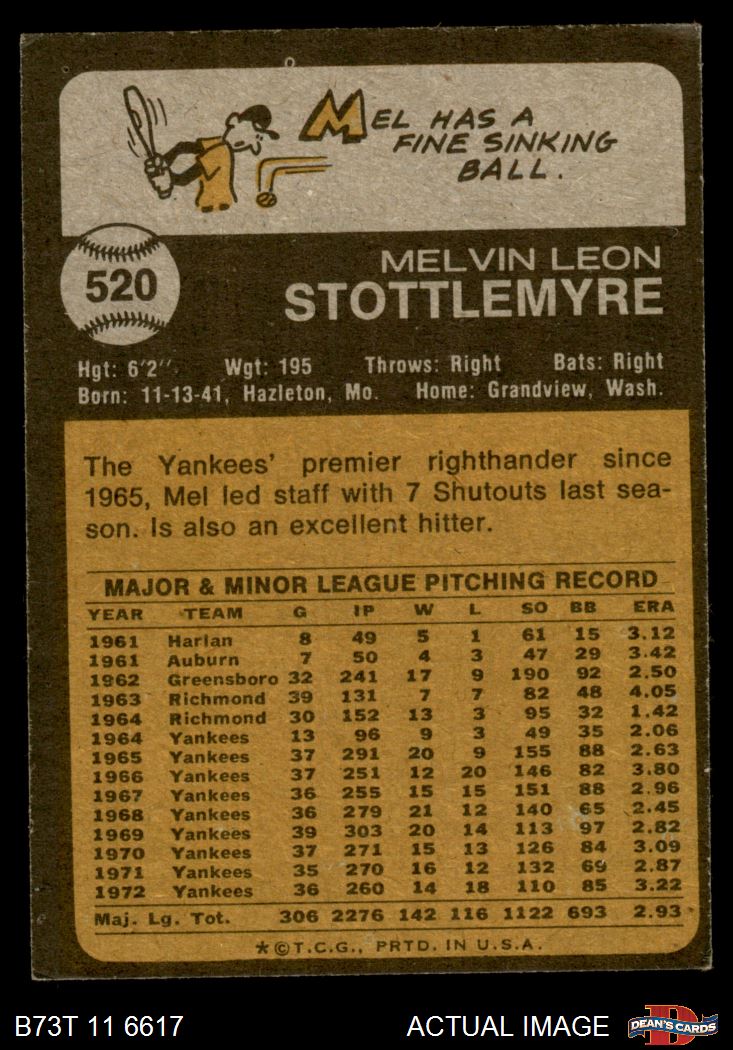 MEL HAS A
FINE SINKING
BALL.
520
MELVIN LEON
STOTTLEMYRE
Hgt: 6'2". Wgt: 195 Throws: Right Bats: Right
Born: 11-13-41, Hazleton, Mo. Home: Grandview, Wash.
The Yankees' premier righthander since
1965, Mel led staff with 7 Shutouts last sea-
son. Is also an excellent hitter.
MAJOR & MINOR LEAGUE PITCHING RECORD
YEAR TEAM G IP W L SO BB ERA
1961 Harlan 8 49 5 1 61 15 3.12
1961 Auburn 7 50 4 3 47 29 3.42
1962 Greensboro 32 241 17 9 190 92 2.50
1963 Richmond 39 131 7 7 82 48 4.05
1964 Richmond 30 152 13 3 95 32 1.42
1964 Yankees 13 96 9 3 49 35 2.06
1965 Yankees 37 291 20 9 155 88 2.63
1966 Yankees 37 251 12 20 146 82 3.80
1967 Yankees 36 255 15 15 151 88 2.96
1968 Yankees 36 279 21 12 140 65 2.45
1969 Yankees 39 303 20 14 113 97 2.82
1970 Yankees 37 271 15 13 126 84 3.09
1971 Yankees 35 270 16 12 132 69 2.87
1972 Yankees 36 260 14 18 110 85 3.22
Maj. Lg. Tot. 306 2276 142 116 1122 693 2.93
*©T.C.G., PRTD. IN U.S.A.
B73T 11 6617 ACTUAL IMAGE DEAN'S CARDS